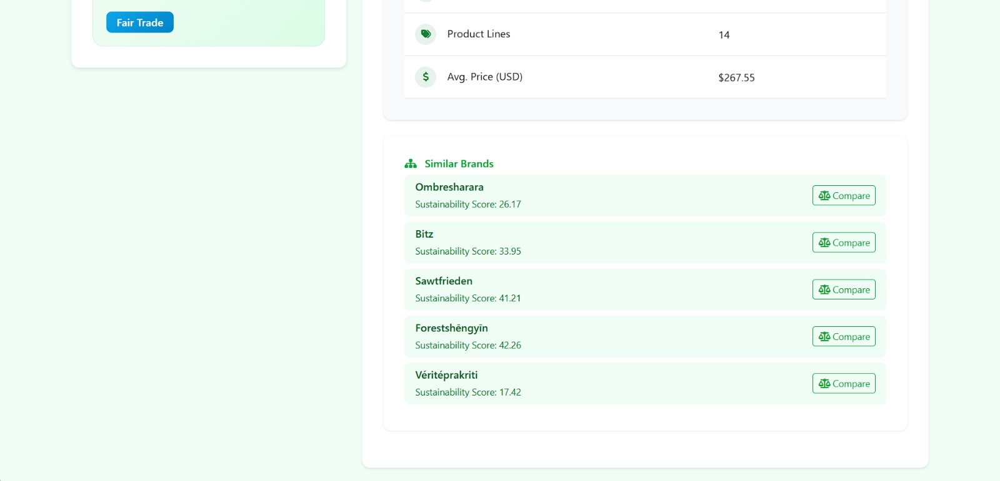 Fair Trade
Product Lines 14
Avg. Price (USD) $267.55
Similar Brands
Ombresharara
Sustainability Score: 26.17
Compare
Bitz
Sustainability Score: 33.95
Compare
Sawtfrieden
Sustainability Score: 41.21
Compare
Forestshēngyīn
Sustainability Score: 42.26
Compare
Véritéprakriti
Sustainability Score: 17.42
Compare